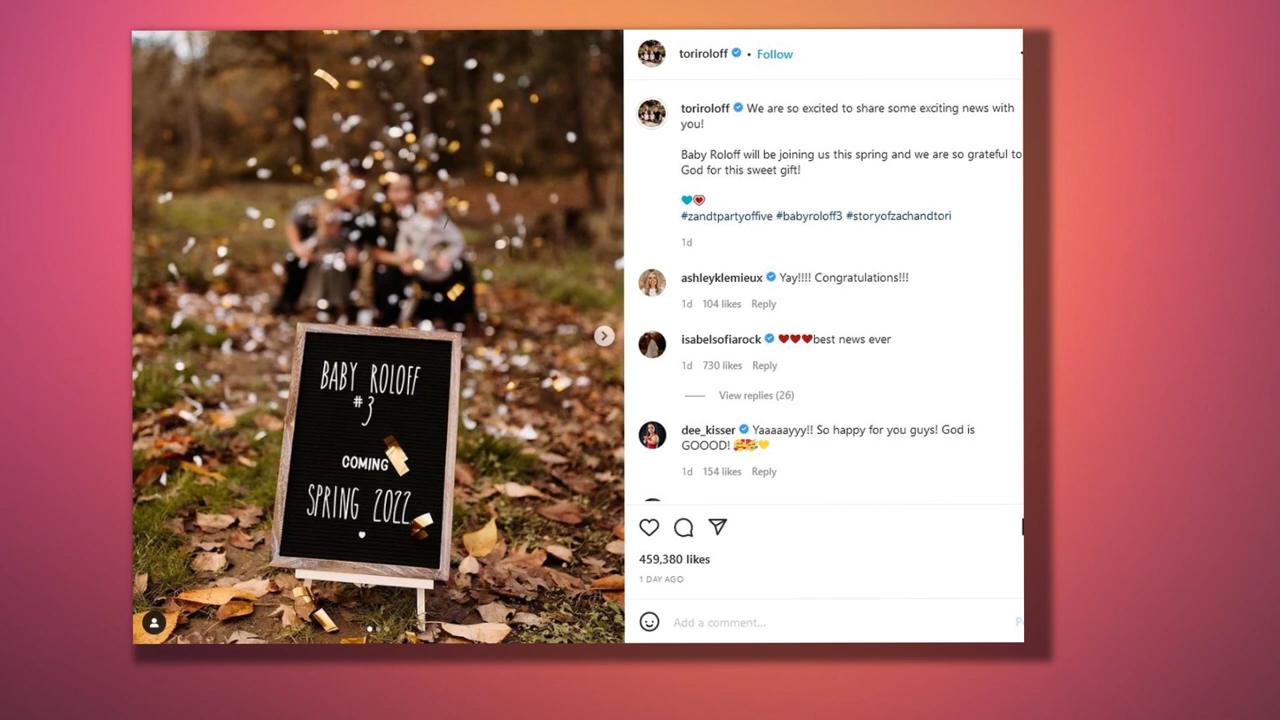 BABY ROLOFF
#3
COMING
SPRING 2022
toriroloff • Follow
toriroloff We are so excited to share some exciting news with
you!
Baby Roloff will be joining us this spring and we are so grateful to
God for this sweet gift!
#zandtpartyoffive #babyroloff3 #storyofzachandtori
1d
ashleyklemieux Yay!!!! Congratulations!!!
1d 104 likes Reply
isabelsofiarock ❤❤❤best news ever
1d 730 likes Reply
View replies (26)
dee_kisser Yaaaaayyy!! So happy for you guys! God is
GOOOD!
1d 154 likes Reply
459,380 likes
1 DAY AGO
Add a comment...